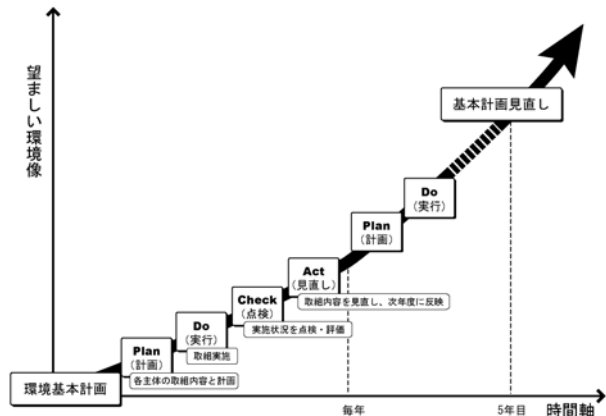 望ましい環境像
基本計画見直し
Do
（実行）
Plan
（計画）
Act
（見直し）
取組内容を見直し、次年度に反映
Check
（点検）
実施状況を点検・評価
Do
（実行）
取組実施
Plan
（計画）
各主体の取組内容と計画
環境基本計画
毎年
5年目
時間軸